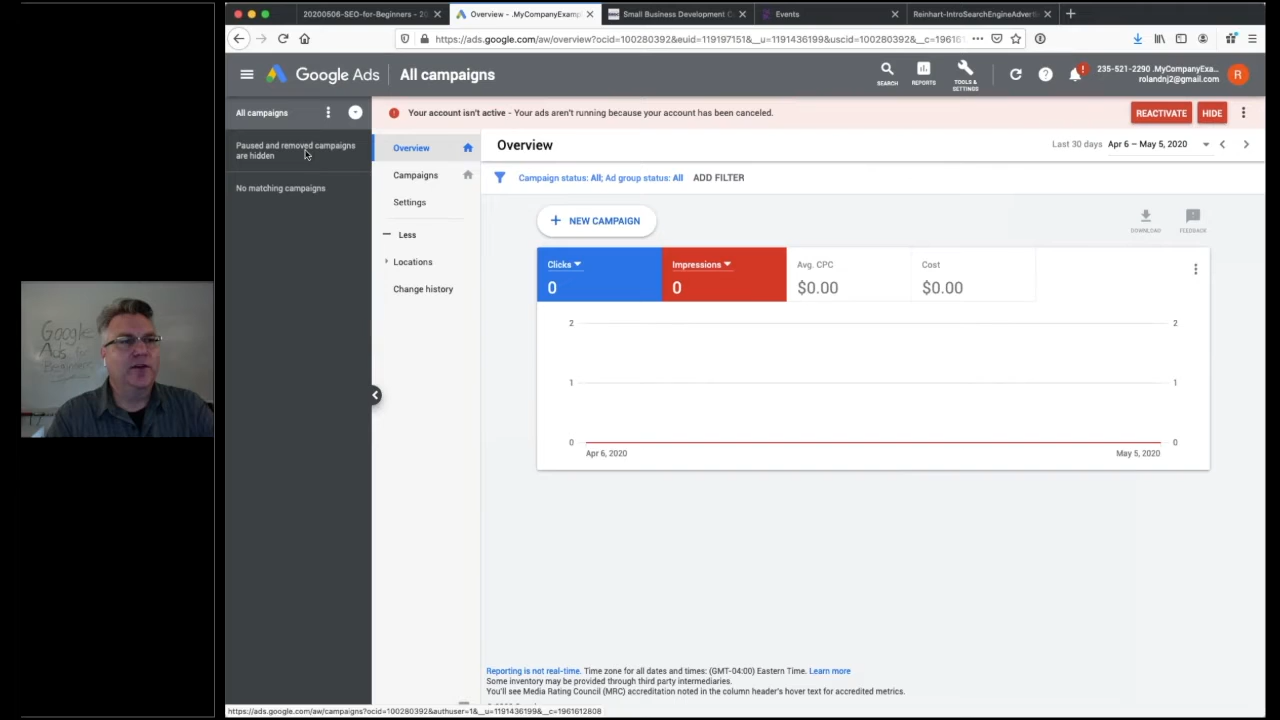 20200506-SEO-for-Beginners - 20
Overview - .MyCompanyExamp
Small Business Development C
Events
Reinhart-IntroSearchEngineAdverti
https://ads.google.com/aw/overview?ocid=100280392&euid=119197151&__u=1191436199&uscid=100280392&__c=19616
Google Ads
All campaigns
SEARCH
REPORTS
TOOLS &
SETTINGS
235-521-2290 .MyCompanyExa...
rolandnj2@gmail.com
R
All campaigns
Your account isn't active - Your ads aren't running because your account has been canceled.
REACTIVATE
HIDE
Paused and removed campaigns
are hidden
No matching campaigns
Overview
Campaigns
Settings
Less
Locations
Change history
Overview
Last 30 days Apr 6 – May 5, 2020
Campaign status: All; Ad group status: All ADD FILTER
+ NEW CAMPAIGN
DOWNLOAD
FEEDBACK
Clicks
0
Impressions
0
Avg. CPC
$0.00
Cost
$0.00
2
2
1
1
0
0
Apr 6, 2020
May 5, 2020
Google
Ads for
Beginners
Reporting is not real-time. Time zone for all dates and times: (GMT-04:00) Eastern Time. Learn more
Some inventory may be provided through third party intermediaries.
You'll see Media Rating Council (MRC) accreditation noted in the column header's hover text for accredited metrics.
https://ads.google.com/aw/campaigns?ocid=100280392&authuser=1&__u=1191436199&__c=1961612808